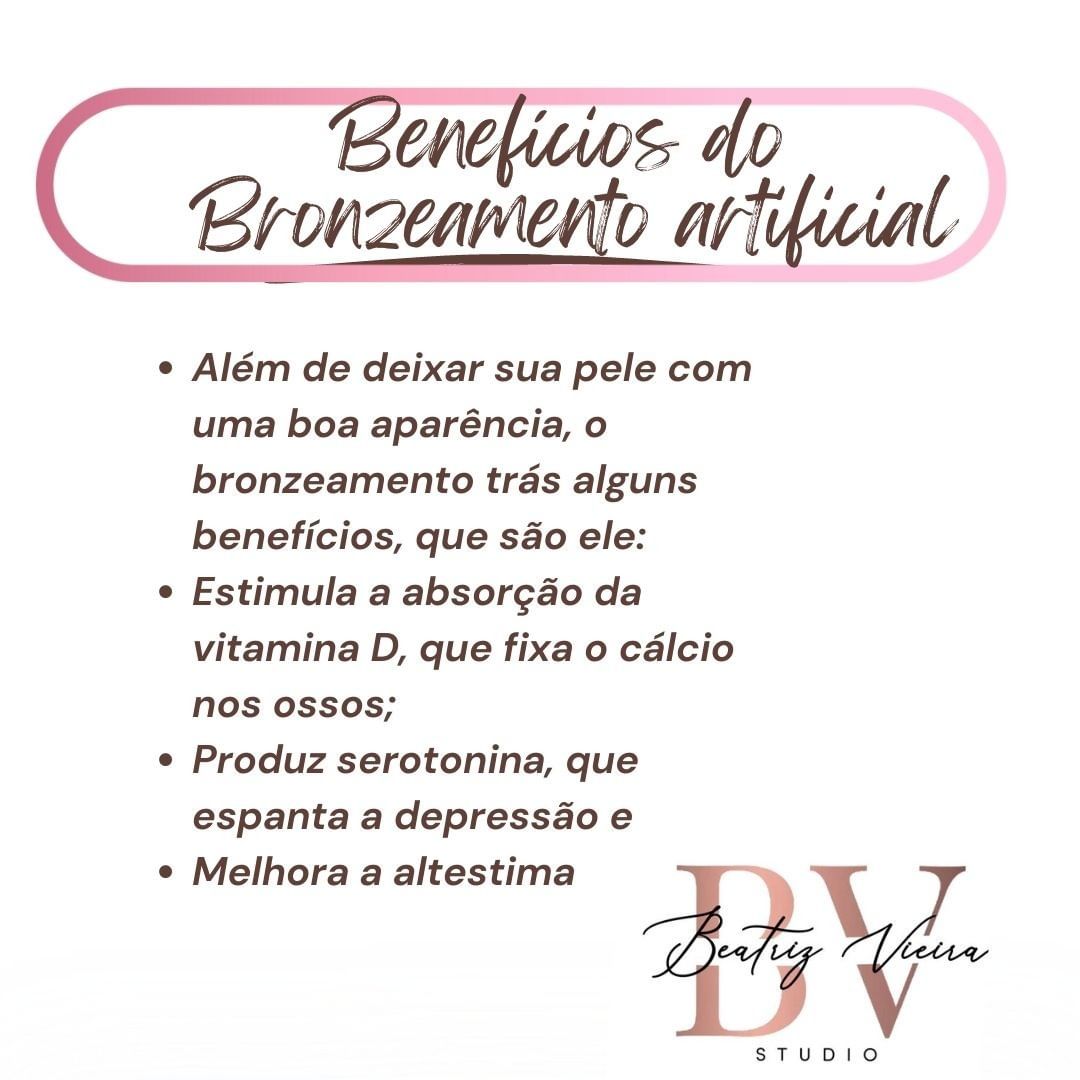 Benefícios do
Bronzeamento artificial
• Além de deixar sua pele com
uma boa aparência, o
bronzeamento trás alguns
benefícios, que são ele:
• Estimula a absorção da
vitamina D, que fixa o cálcio
nos ossos;
• Produz serotonina, que
espanta a depressão e
• Melhora a altestima
BV
Beatriz Vieira
STUDIO